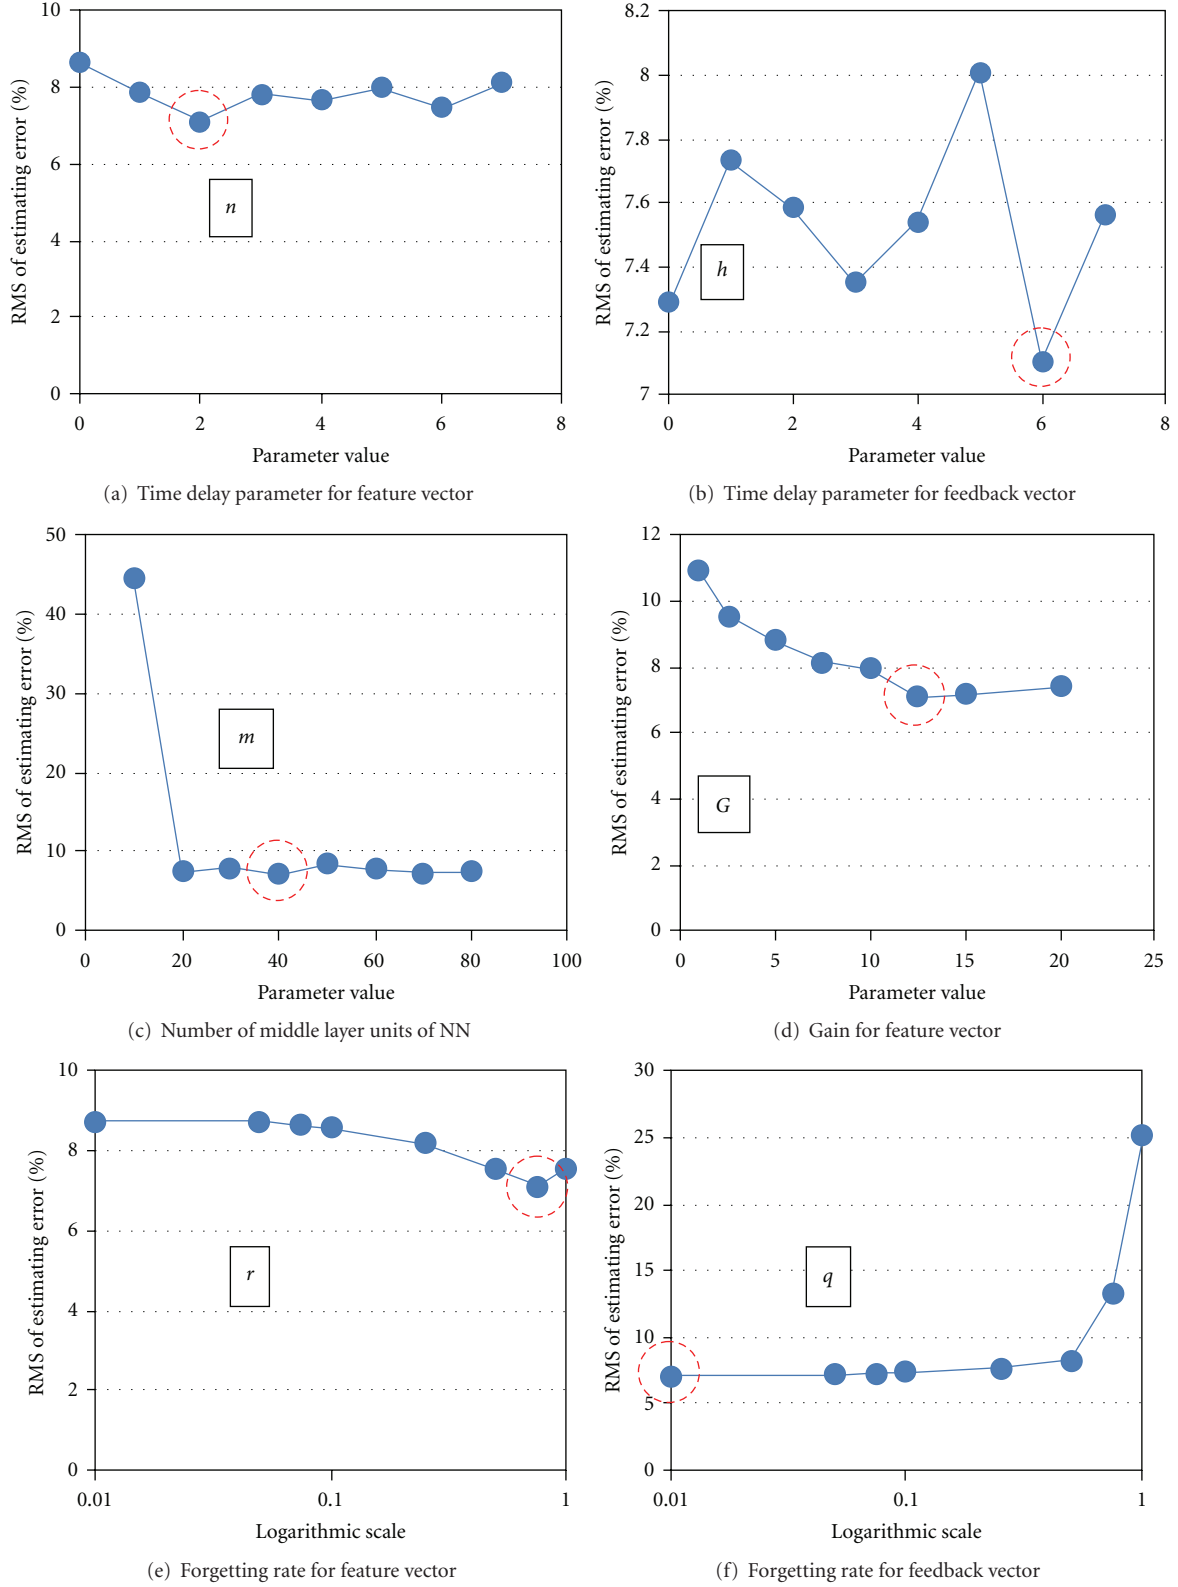 10
8
6
4
2
0
RMS of estimating error (%)
n
0 2 4 6 8
Parameter value
(a) Time delay parameter for feature vector
8.2
8
7.8
7.6
7.4
7.2
7
RMS of estimating error (%)
h
0 2 4 6 8
Parameter value
(b) Time delay parameter for feedback vector
50
40
30
20
10
0
RMS of estimating error (%)
m
0 20 40 60 80 100
Parameter value
(c) Number of middle layer units of NN
12
10
8
6
4
2
0
RMS of estimating error (%)
G
0 5 10 15 20 25
Parameter value
(d) Gain for feature vector
10
8
6
4
2
0
RMS of estimating error (%)
r
0.01 0.1 1
Logarithmic scale
(e) Forgetting rate for feature vector
30
25
20
15
10
5
0
RMS of estimating error (%)
q
0.01 0.1 1
Logarithmic scale
(f) Forgetting rate for feedback vector